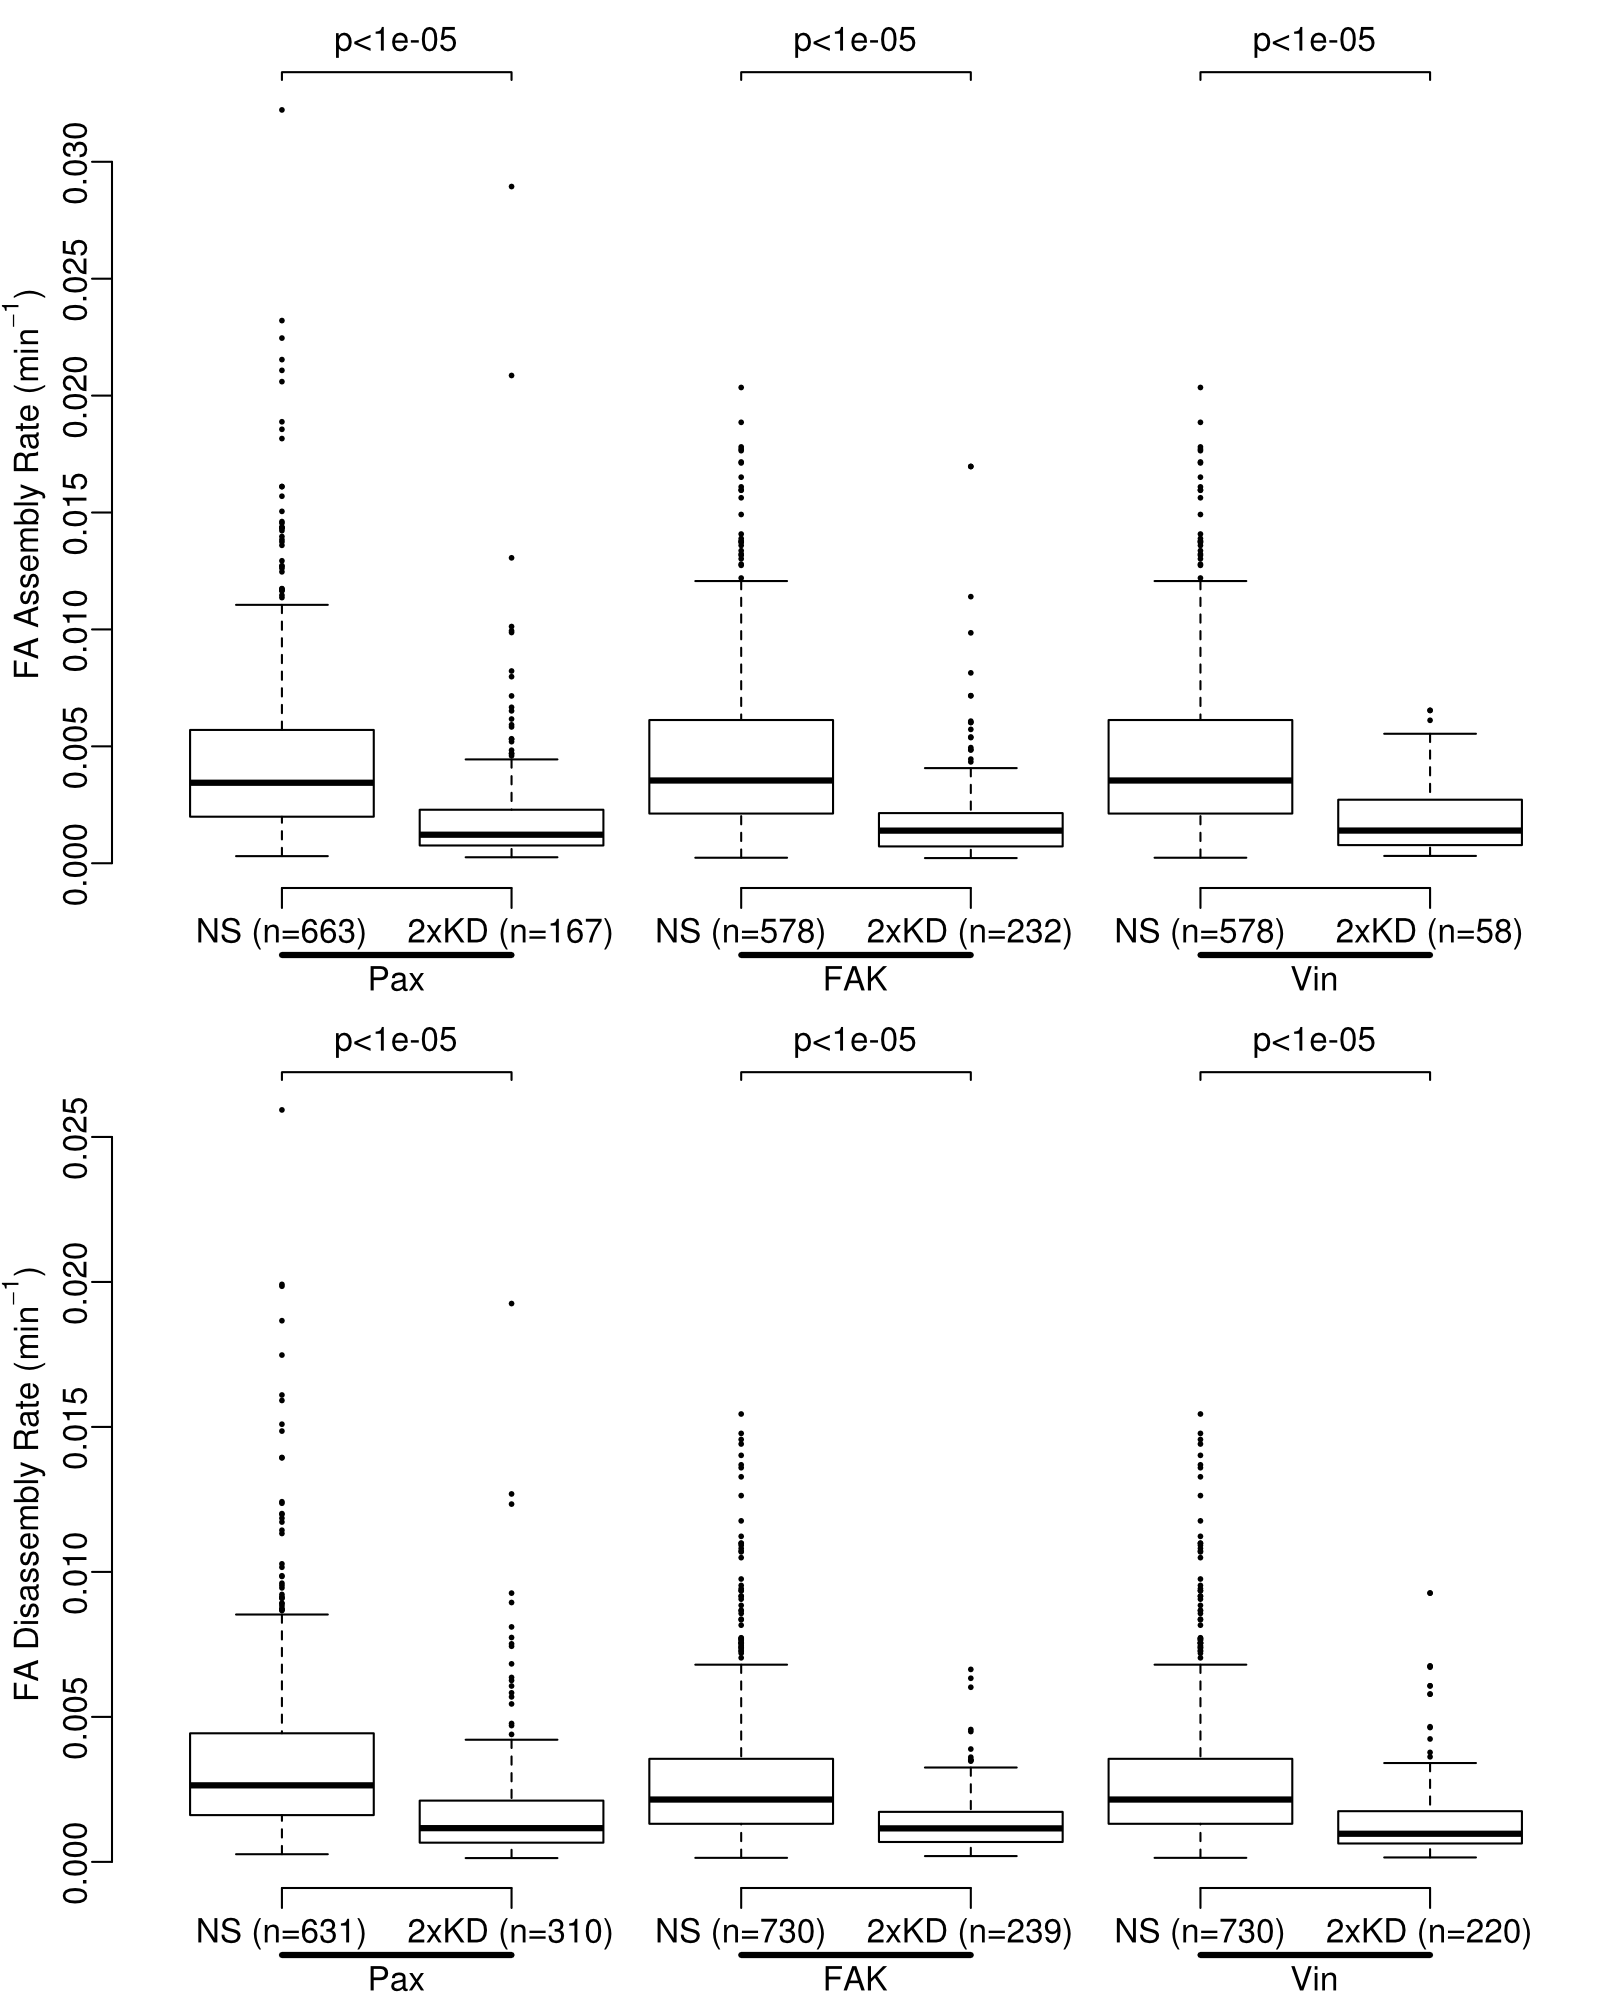 p<1e-05 p<1e-05 p<1e-05
0.030
0.025
0.020
0.015
0.010
0.005
0.000
FA Assembly Rate (min−1)
NS (n=663) 2xKD (n=167) NS (n=578) 2xKD (n=232) NS (n=578) 2xKD (n=58)
Pax FAK Vin
p<1e-05 p<1e-05 p<1e-05
0.025
0.020
0.015
0.010
0.005
0.000
FA Disassembly Rate (min−1)
NS (n=631) 2xKD (n=310) NS (n=730) 2xKD (n=239) NS (n=730) 2xKD (n=220)
Pax FAK Vin